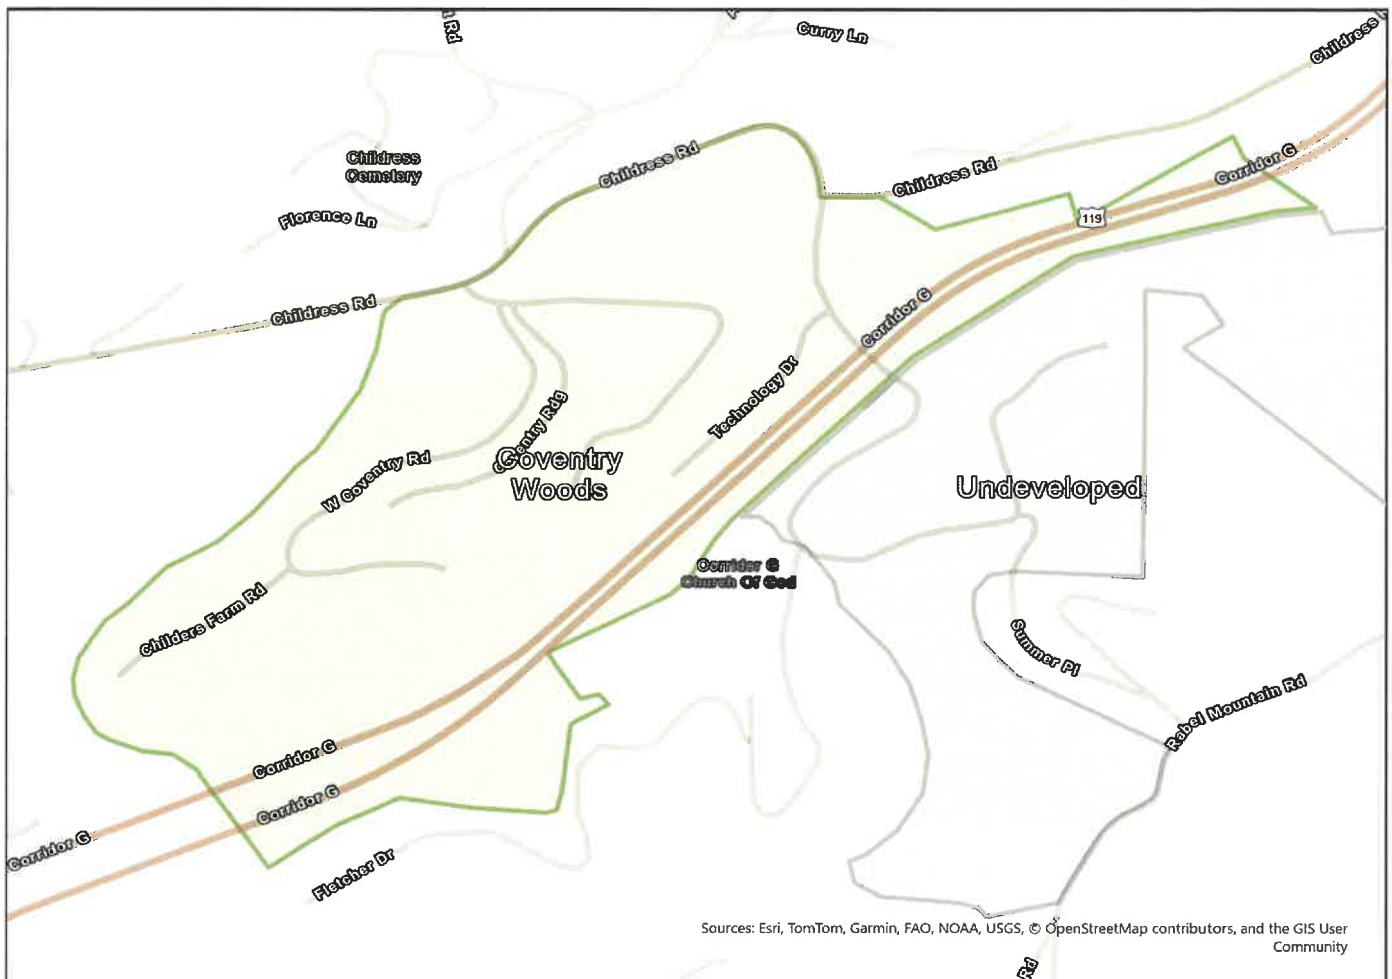 Rd
Curry Ln
Childress
Childress
Cemetery
Childress Rd
Childress Rd
Corridor G
Florence Ln
119
Childress Rd
Corridor G
Technology Dr
Coventry Rdg
W Coventry Rd
Coventry
Woods
Undeveloped
Corridor G
Church Of God
Childers Farm Rd
Summer Pl
Rabel Mountain Rd
Corridor G
Corridor G
Corridor G
Fletcher Dr
Sources: Esri, TomTom, Garmin, FAO, NOAA, USGS, © OpenStreetMap contributors, and the GIS User
Community
Rd